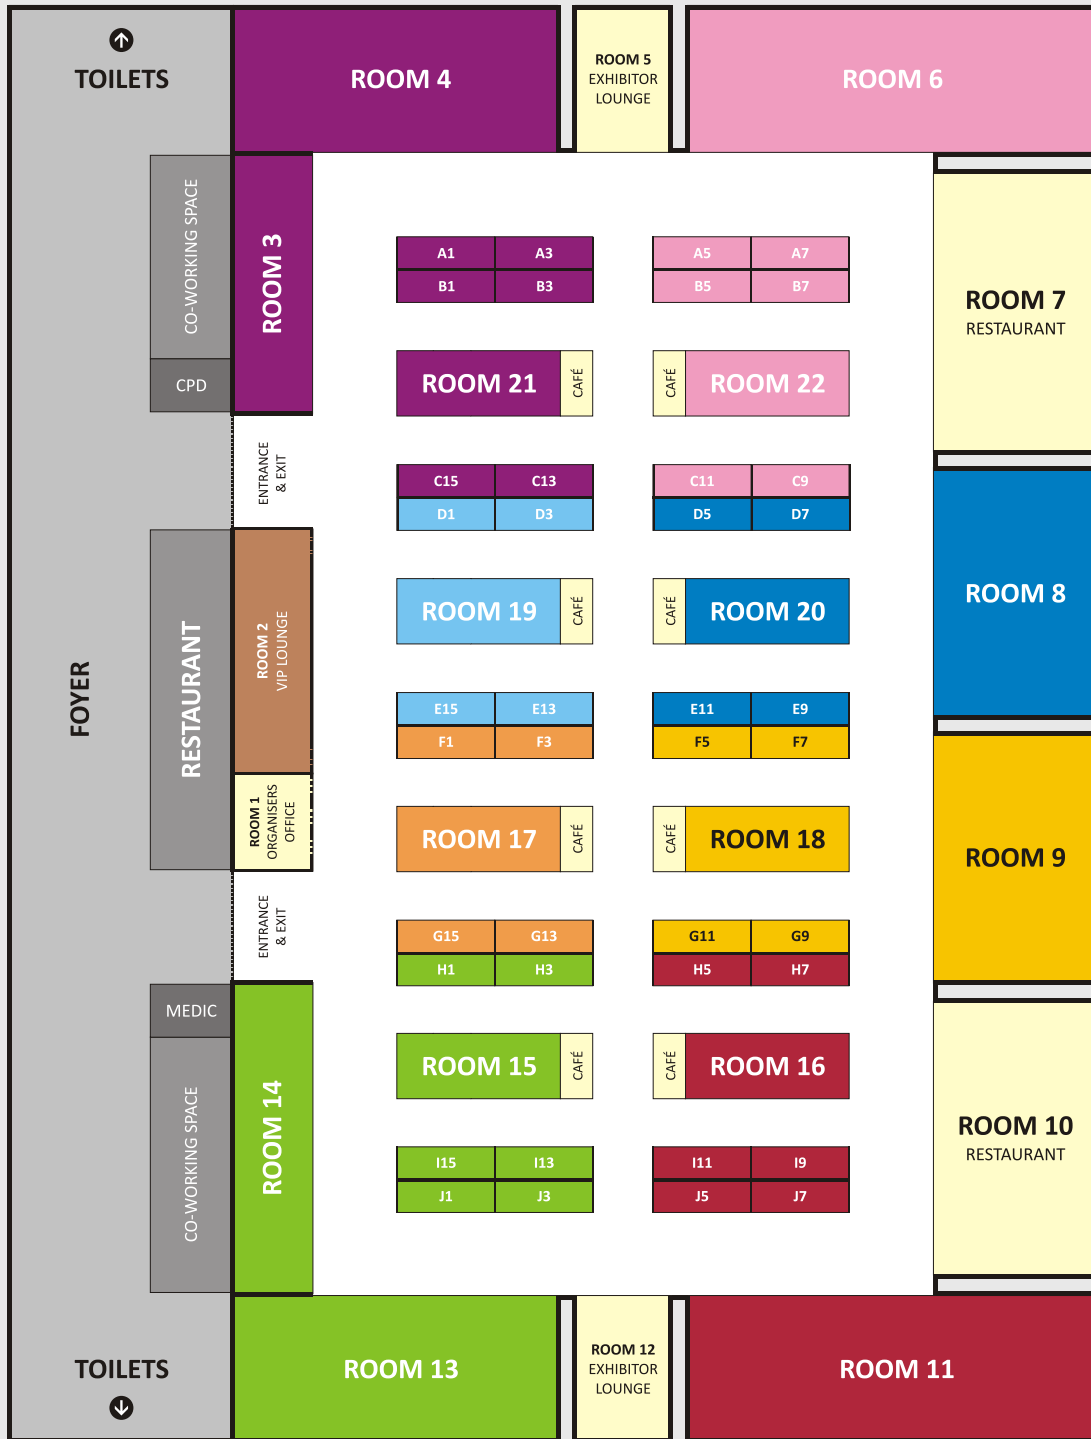 TOILETS
ROOM 4
ROOM 5
EXHIBITOR
LOUNGE
ROOM 6
CO-WORKING SPACE
CPD
ROOM 3
A1
A3
B1
B3
A5
A7
B5
B7
ROOM 7
RESTAURANT
ROOM 21
CAFÉ
CAFÉ
ROOM 22
ENTRANCE
& EXIT
C15
C13
D1
D3
C11
C9
D5
D7
ROOM 8
FOYER
RESTAURANT
ROOM 2
VIP LOUNGE
ROOM 19
CAFÉ
CAFÉ
ROOM 20
E15
E13
F1
F3
E11
E9
F5
F7
ROOM 1
ORGANISERS
OFFICE
ROOM 17
CAFÉ
CAFÉ
ROOM 18
ROOM 9
ENTRANCE
& EXIT
G15
G13
H1
H3
G11
G9
H5
H7
MEDIC
CO-WORKING SPACE
ROOM 14
ROOM 15
CAFÉ
CAFÉ
ROOM 16
ROOM 10
RESTAURANT
I15
I13
J1
J3
I11
I9
J5
J7
TOILETS
ROOM 13
ROOM 12
EXHIBITOR
LOUNGE
ROOM 11